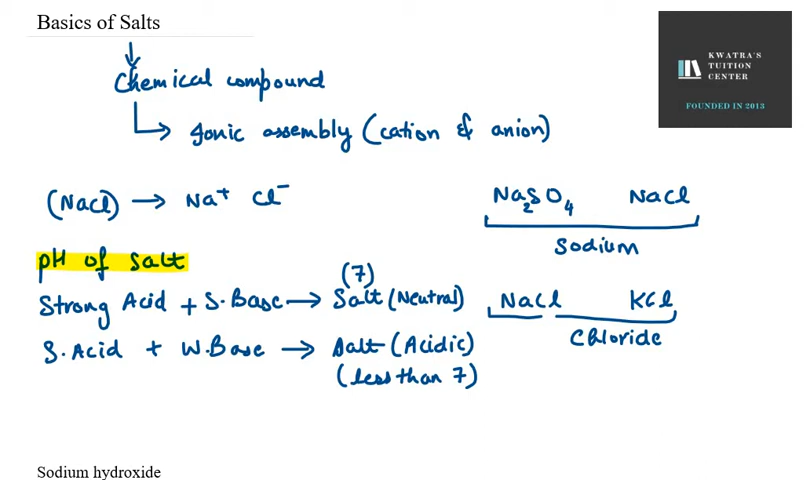 Basics of Salts
KWATRA'S
TUITION
CENTER
FOUNDED IN 2013
Chemical compound
Ionic assembly (cation & anion)
(NaCl) → Na⁺ Cl⁻
Na₂SO₄ NaCl
Sodium
pH of Salt
(7)
Strong Acid + S.Base → Salt (Neutral)
NaCl KCl
Chloride
S.Acid + W.Base → Salt (Acidic)
(less than 7)
Sodium hydroxide